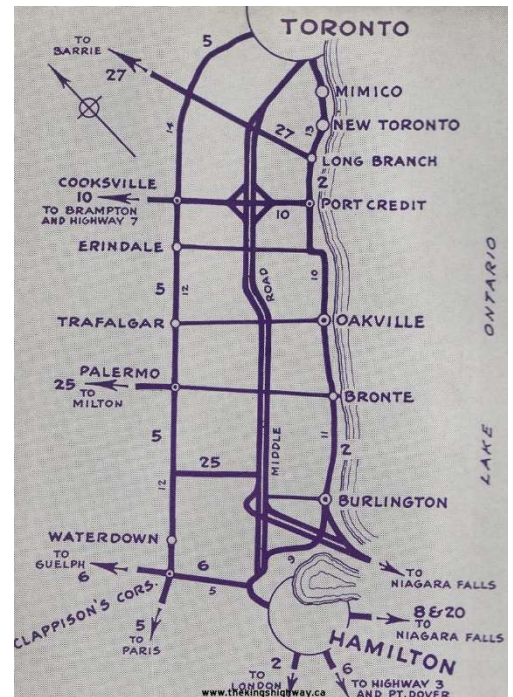 TORONTO
5
TO
BARRIE
27
MIMICO
NEW TORONTO
14
27
13
LONG BRANCH
COOKSVILLE
10
TO BRAMPTON
AND HIGHWAY 7
2
10
PORT CREDIT
ERINDALE
ROAD
10
5
12
TRAFALGAR
OAKVILLE
LAKE ONTARIO
PALERMO
25
TO
MILTON
BRONTE
5
MIDDLE
11
2
25
12
BURLINGTON
WATERDOWN
TO
GUELPH
6
6
5
9
TO
NIAGARA FALLS
CLAPPISON'S CORS.
5
TO
PARIS
8 & 20
TO
NIAGARA FALLS
HAMILTON
2
TO
LONDON
6
TO HIGHWAY 3
AND PT. DOVER
www.thekingshighway.ca